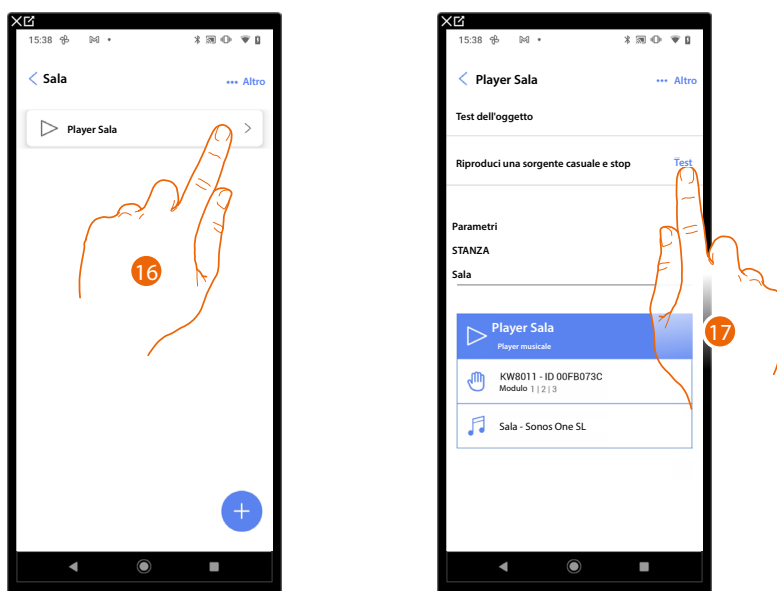 15:38
Sala
Altro
Player Sala
16
15:38
Player Sala
Altro
Test dell'oggetto
Riproduci una sorgente casuale e stop
Test
Parametri
STANZA
Sala
Player Sala
Player musicale
17
KW8011 - ID 00FB073C
Modulo 1 | 2 | 3
Sala - Sonos One SL